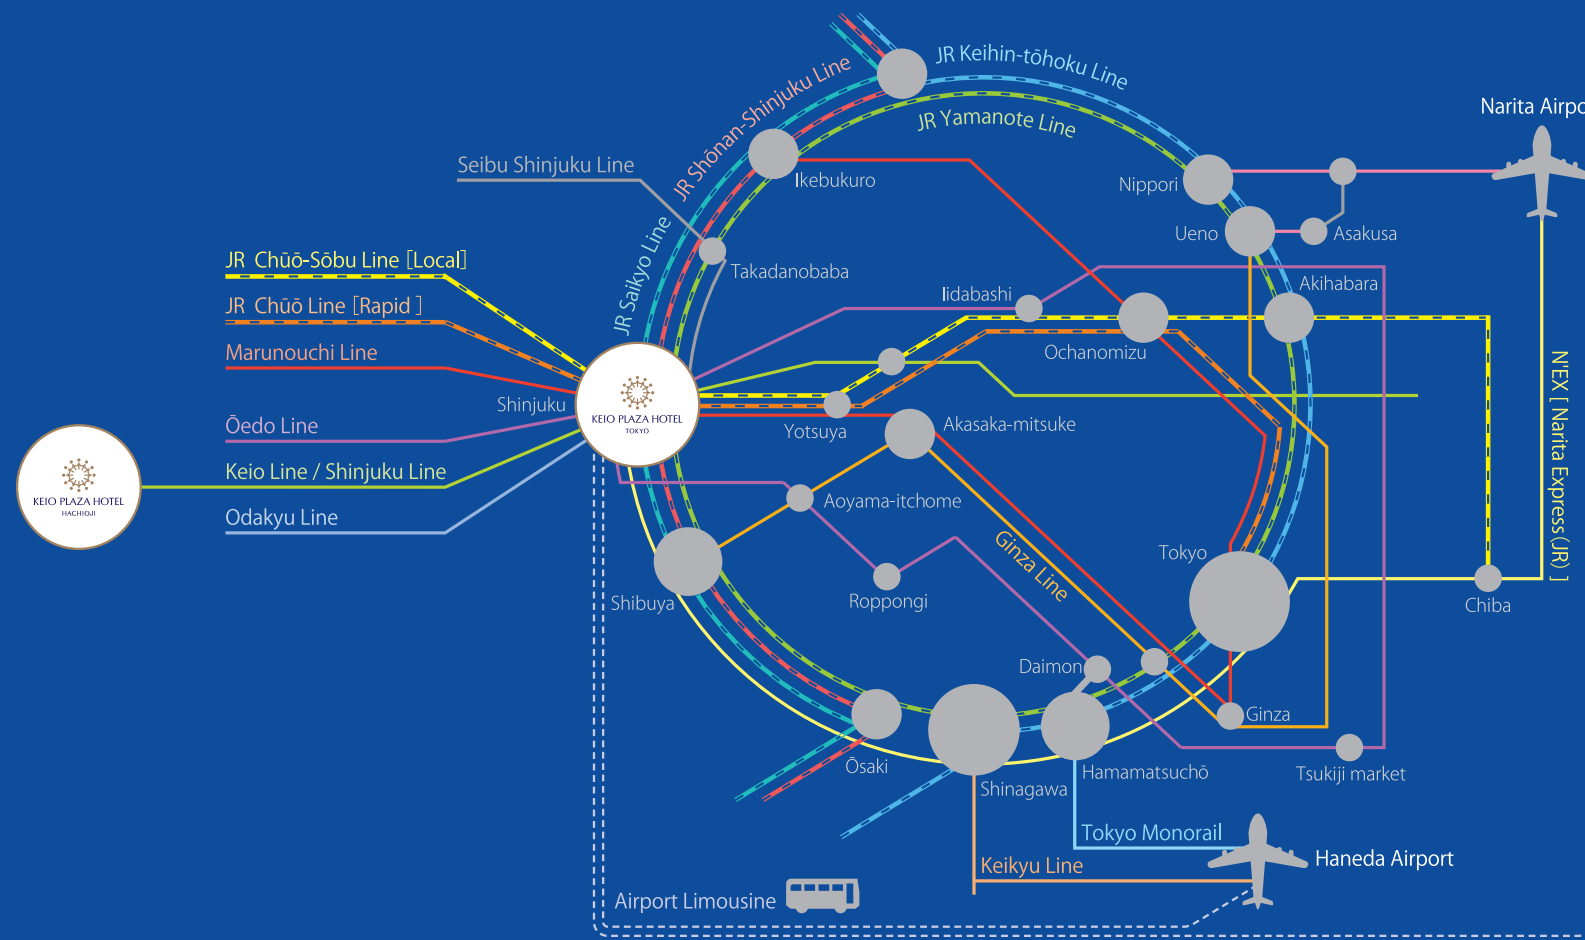 JR Keihin-tōhoku Line
JR Shōnan-Shinjuku Line
JR Yamanote Line
Narita Airpo
Seibu Shinjuku Line
Ikebukuro
Nippori
Ueno
Asakusa
JR Saikyo Line
JR Chūō-Sōbu Line [Local]
Takadanobaba
Akihabara
Iidabashi
JR Chūō Line [Rapid ]
Marunouchi Line
Ochanomizu
N'EX [ Narita Express (JR) ]
Shinjuku
KEIO PLAZA HOTEL
TOKYO
Yotsuya
Akasaka-mitsuke
Ōedo Line
Keio Line / Shinjuku Line
KEIO PLAZA HOTEL
HACHIOJI
Odakyu Line
Aoyama-itchome
Ginza Line
Tokyo
Shibuya
Roppongi
Chiba
Daimon
Ginza
Ōsaki
Shinagawa
Hamamatsuchō
Tsukiji market
Tokyo Monorail
Keikyu Line
Haneda Airport
Airport Limousine